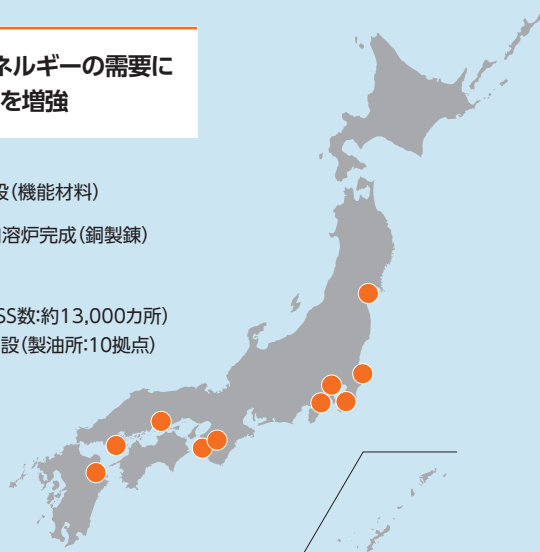 ネルギーの需要に
を増強
設(機能材料)
溶炉完成(銅製錬)
SS数:約13,000カ所)
設(製油所:10拠点)